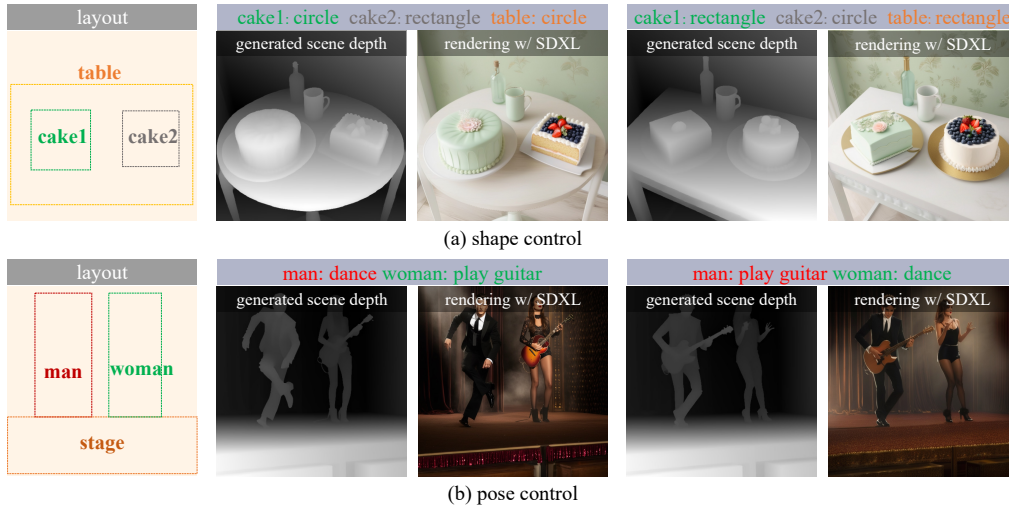 layout
cake1: circle cake2: rectangle table: circle
cake1: rectangle cake2: circle table: rectangle
table
cake1
cake2
generated scene depth
rendering w/ SDXL
generated scene depth
rendering w/ SDXL
(a) shape control
layout
man: dance woman: play guitar
man: play guitar woman: dance
man
woman
stage
generated scene depth
rendering w/ SDXL
generated scene depth
rendering w/ SDXL
(b) pose control